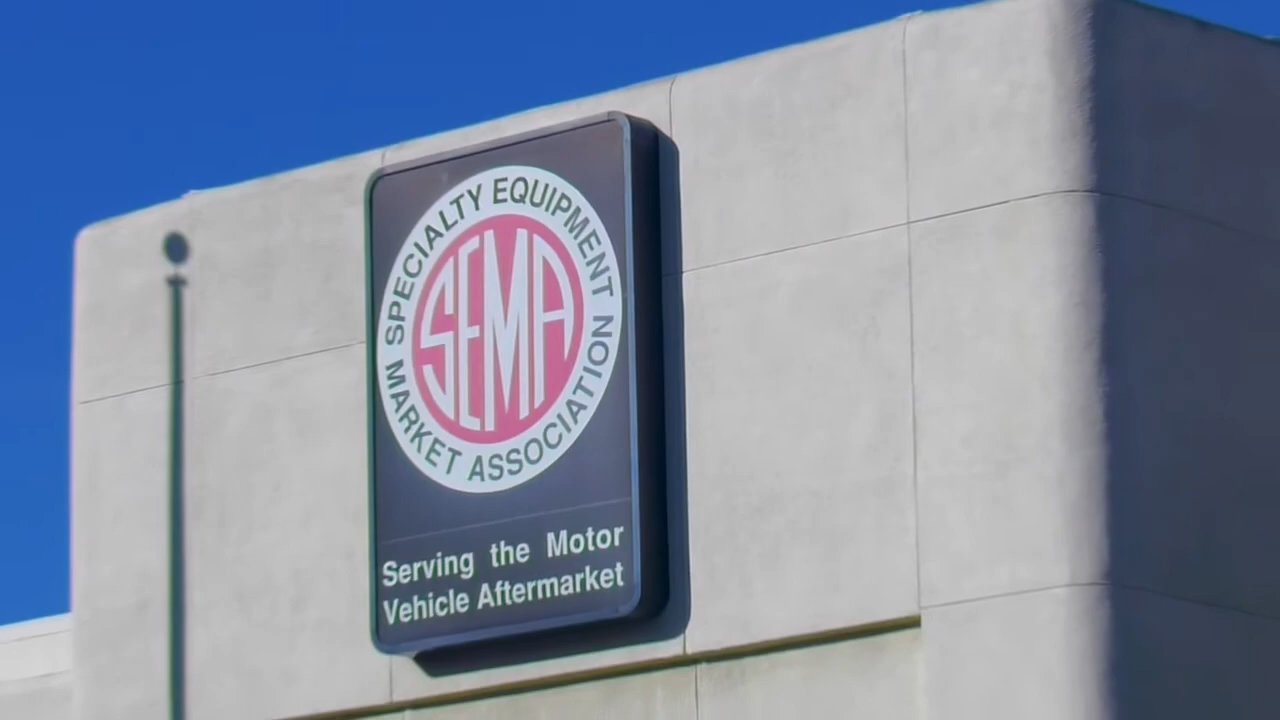 SPECIALTY EQUIPMENT
SEMA
MARKET ASSOCIATION
Serving the Motor
Vehicle Aftermarket